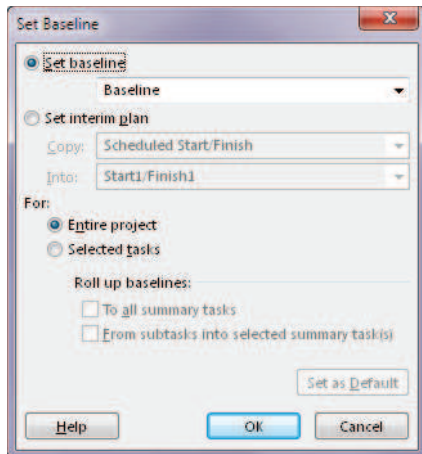 Set Baseline
Set baseline
Baseline
Set interim plan
Copy: Scheduled Start/Finish
Into: Start1/Finish1
For:
Entire project
Selected tasks
Roll up baselines:
To all summary tasks
From subtasks into selected summary task(s)
Set as Default
Help OK Cancel